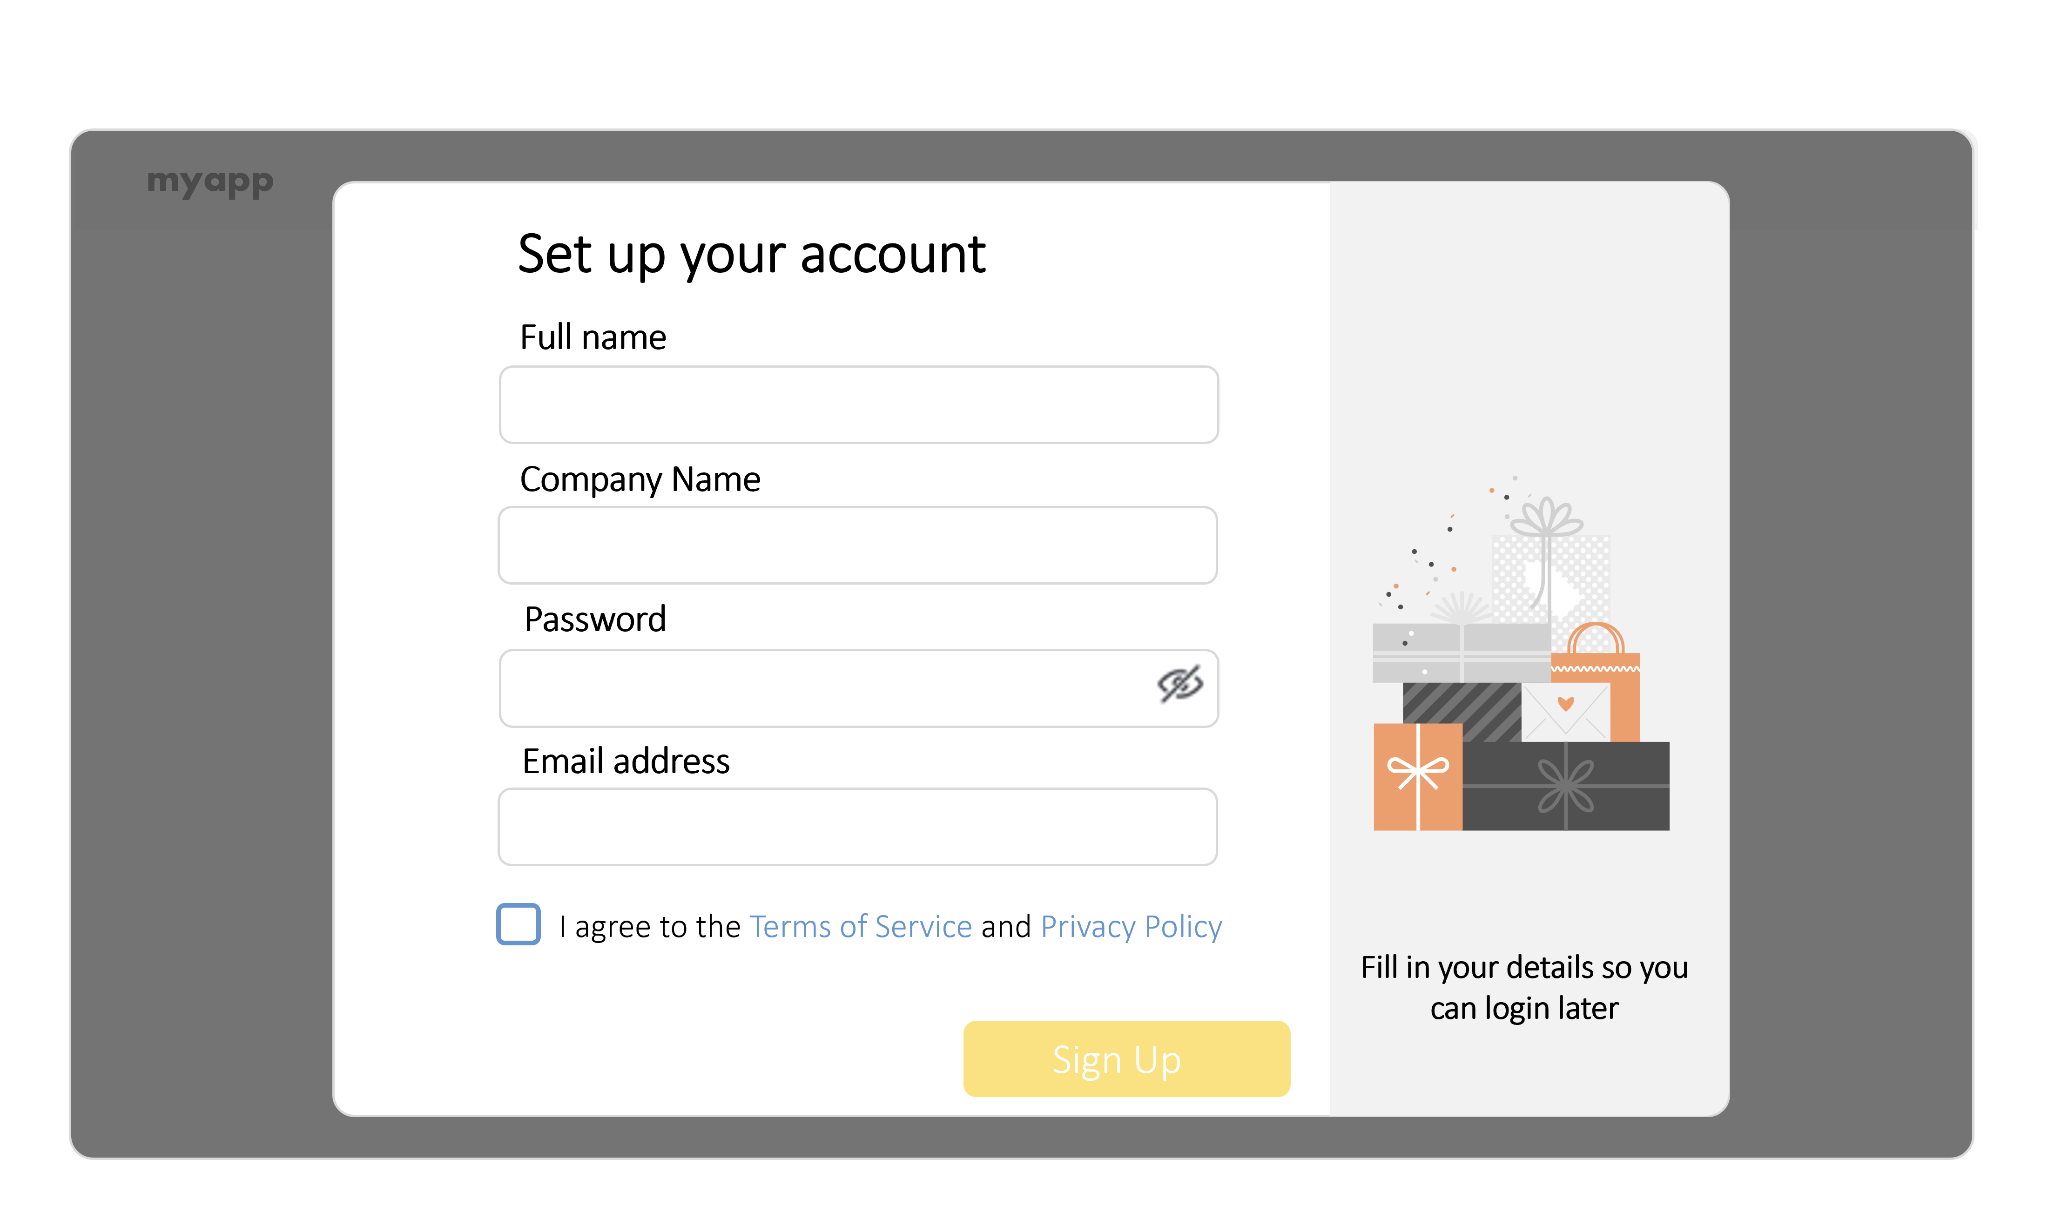 myapp
Set up your account
Full name
Company Name
Password
Email address
I agree to the Terms of Service and Privacy Policy
Sign Up
Fill in your details so you
can login later